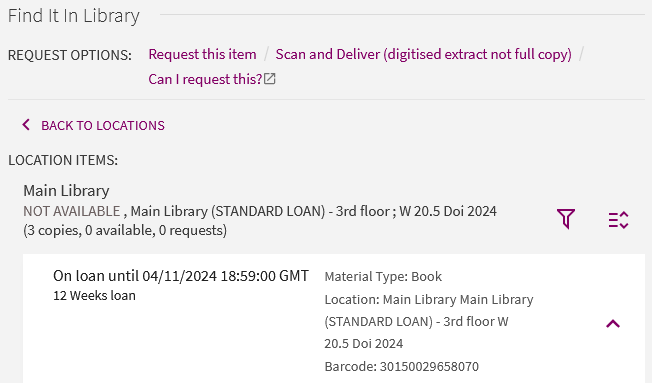 Find It In Library
REQUEST OPTIONS: Request this item / Scan and Deliver (digitised extract not full copy) /
Can I request this?
BACK TO LOCATIONS
LOCATION ITEMS:
Main Library
NOT AVAILABLE , Main Library (STANDARD LOAN) - 3rd floor ; W 20.5 Doi 2024
(3 copies, 0 available, 0 requests)
On loan until 04/11/2024 18:59:00 GMT
12 Weeks loan
Material Type: Book
Location: Main Library Main Library
(STANDARD LOAN) - 3rd floor W
20.5 Doi 2024
Barcode: 30150029658070